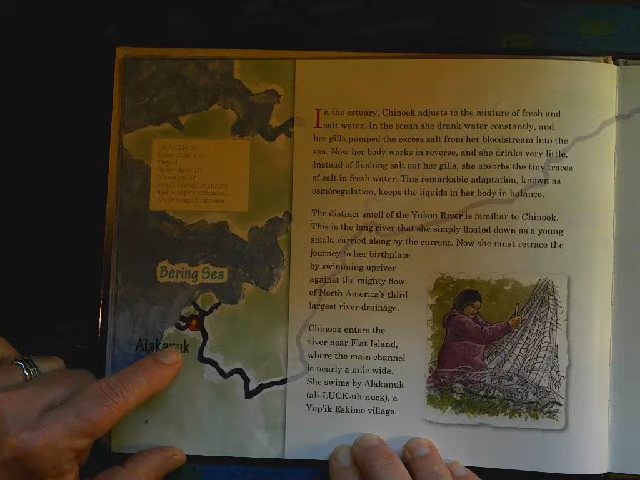 Bering Sea
Alakanuk
In the estuary, Chinook adjusts to the mixture of fresh and
salt water. In the ocean she drank water constantly, and
her gills pumped the excess salt from her bloodstream into the
sea. Now her body works in reverse, and she drinks very little.
Instead of flushing salt out her gills, she absorbs the tiny traces
of salt in fresh water. This remarkable adaptation, known as
osmoregulation, keeps the liquids in her body in balance.
The distinct smell of the Yukon River is familiar to Chinook.
This is the long river that she simply floated down as a young
smolt, carried along by the current. Now she must retrace the
journey to her birthplace
by swimming upriver
against the mighty flow
of North America's third
largest river drainage.
Chinook enters the
river near Flat Island,
where the main channel
is nearly a mile wide.
She swims by Alakanuk
(ah-LUCK-uh-nuck), a
Yup'ik Eskimo village.